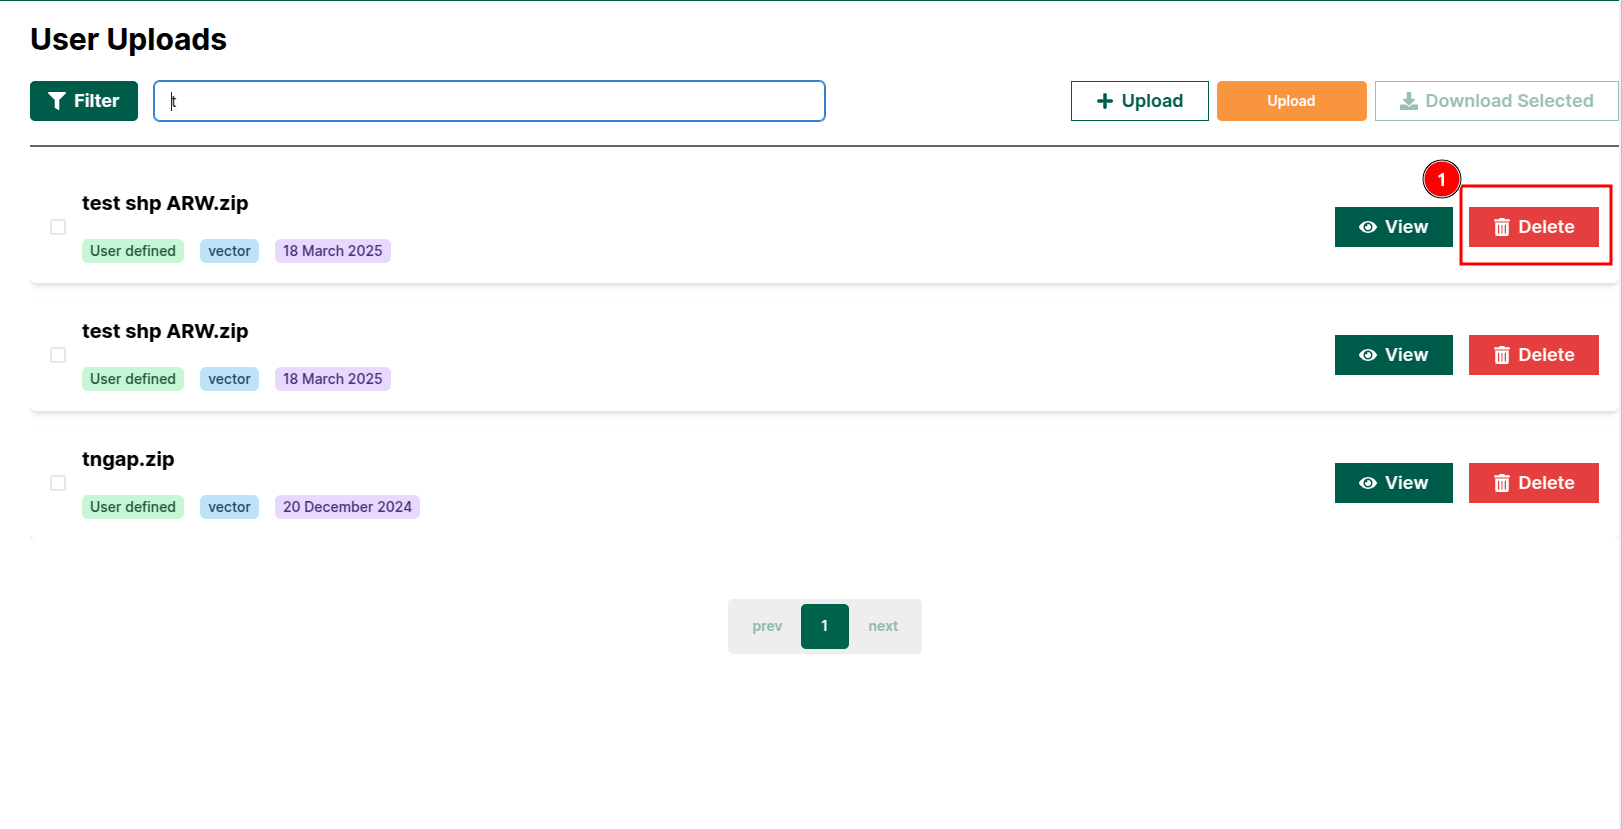 User Uploads
Filter
t
Upload
Upload
Download Selected
1
test shp ARW.zip
User defined vector 18 March 2025
View
Delete
test shp ARW.zip
User defined vector 18 March 2025
View
Delete
tngap.zip
User defined vector 20 December 2024
View
Delete
prev 1 next